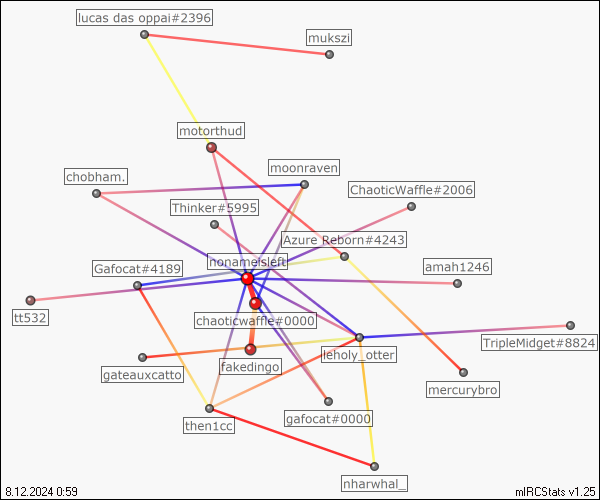 lucas das oppai#2396
mukszi
motorthud
moonraven
chobham.
ChaoticWaffle#2006
Thinker#5995
Azure Reborn#4243
nonameisleft
Gafocat#4189
amah1246
tt532
chaoticwaffle#0000
TripleMidget#8824
leholy_otter
fakedingo
gateauxcatto
mercurybro
gafocat#0000
then1cc
nharwhal_
8.12.2024 0:59
mIRCStats v1.25